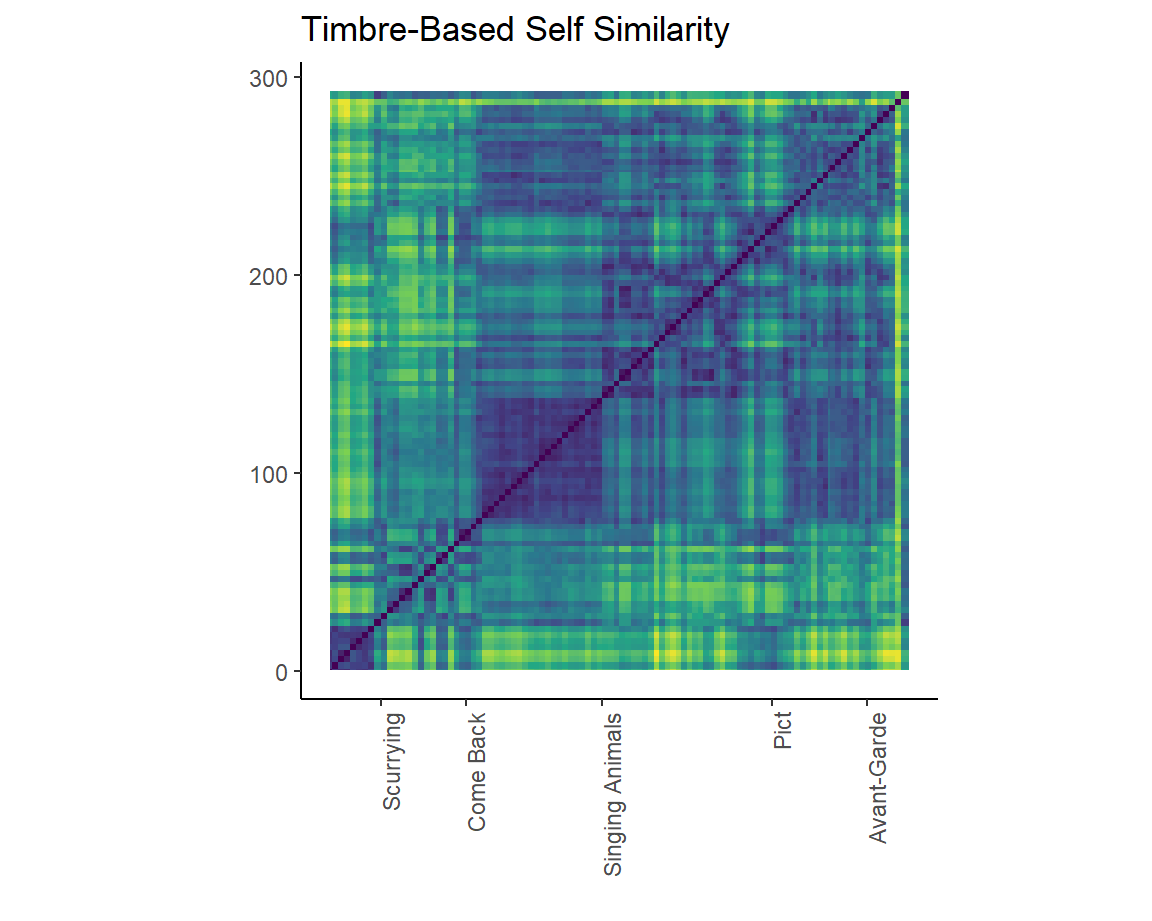 Timbre-Based Self Similarity
300
200
100
0
Scurrying
Come Back
Singing Animals
Pict
Avant-Garde